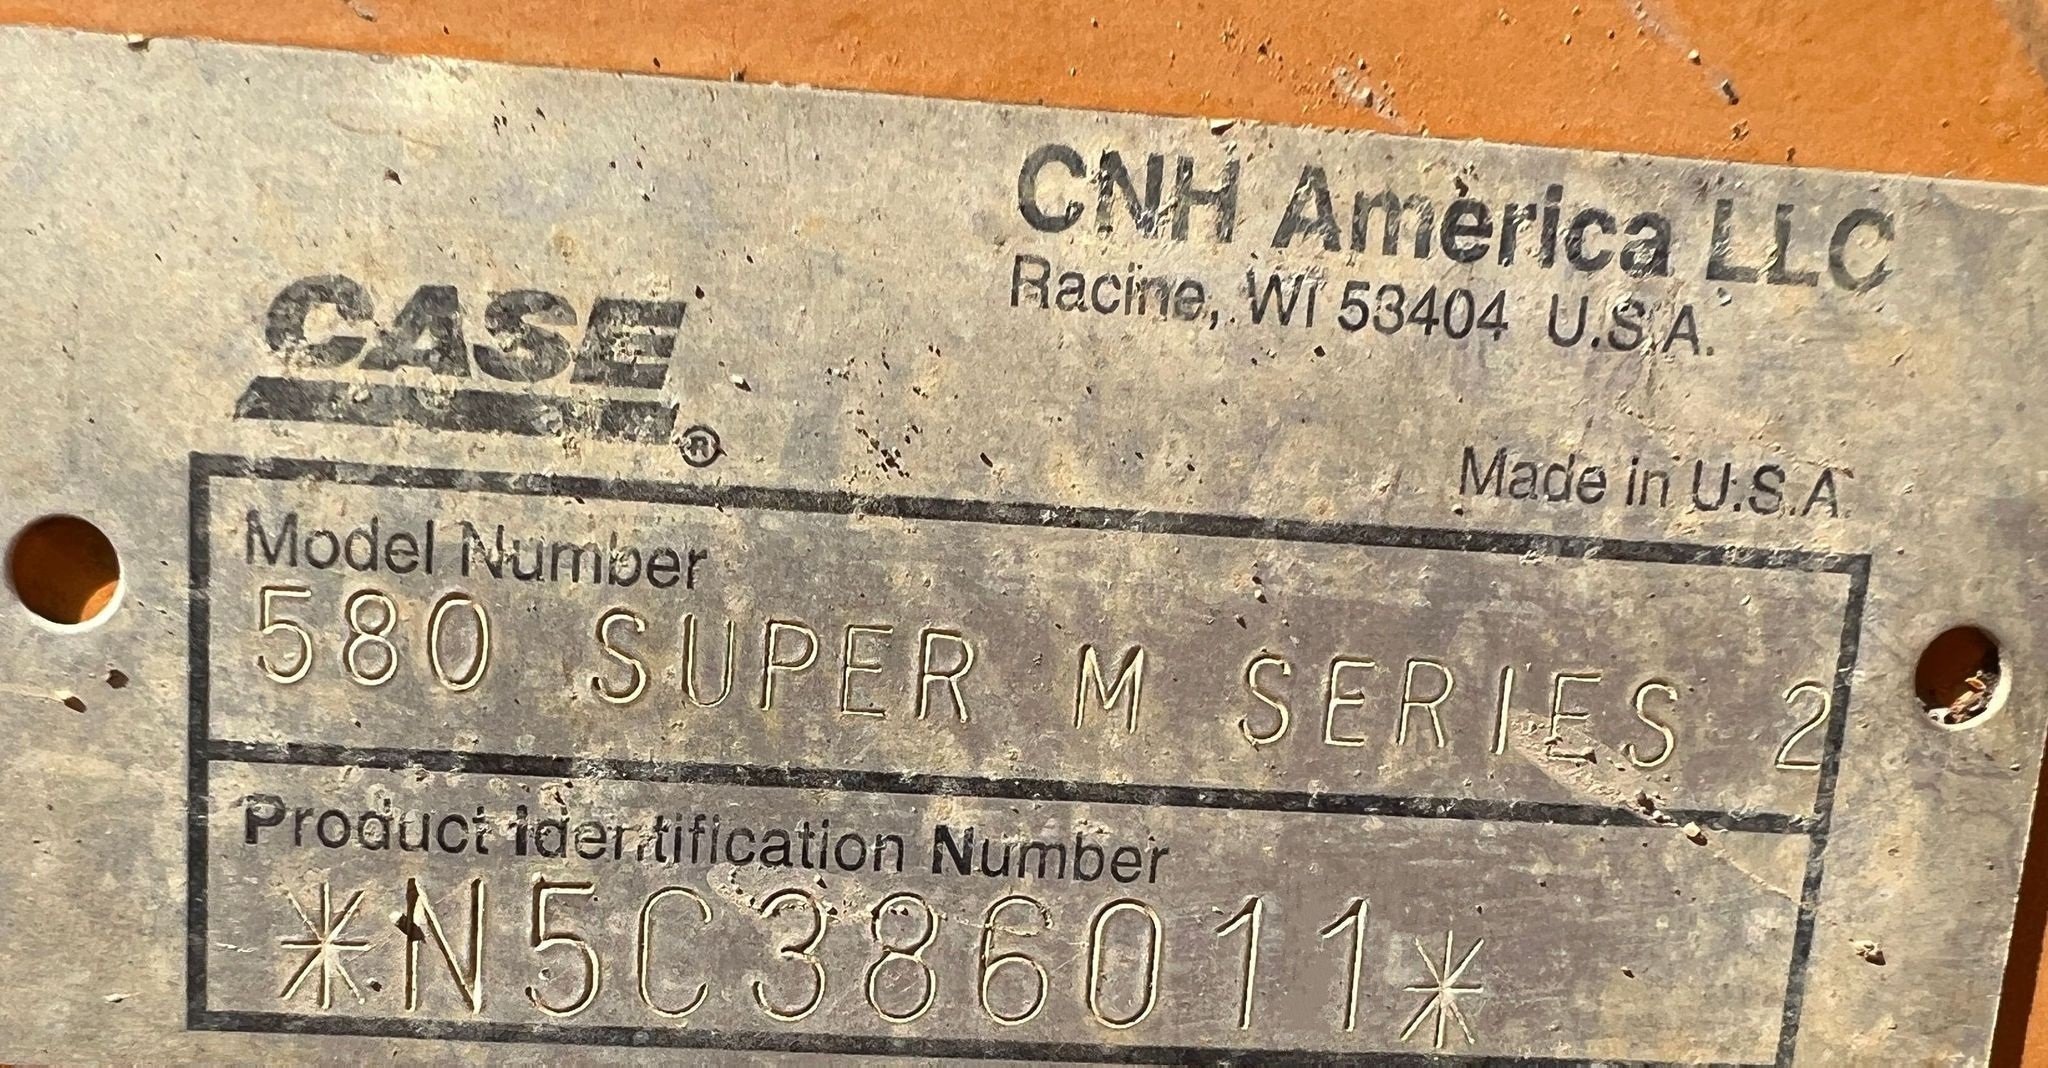 CNH America LLC
Racine, WI 53404 U.S.A.
CASE®
Made in U.S.A.
Model Number
580 SUPER M SERIES 2
Product Identification Number
*N5C386011*